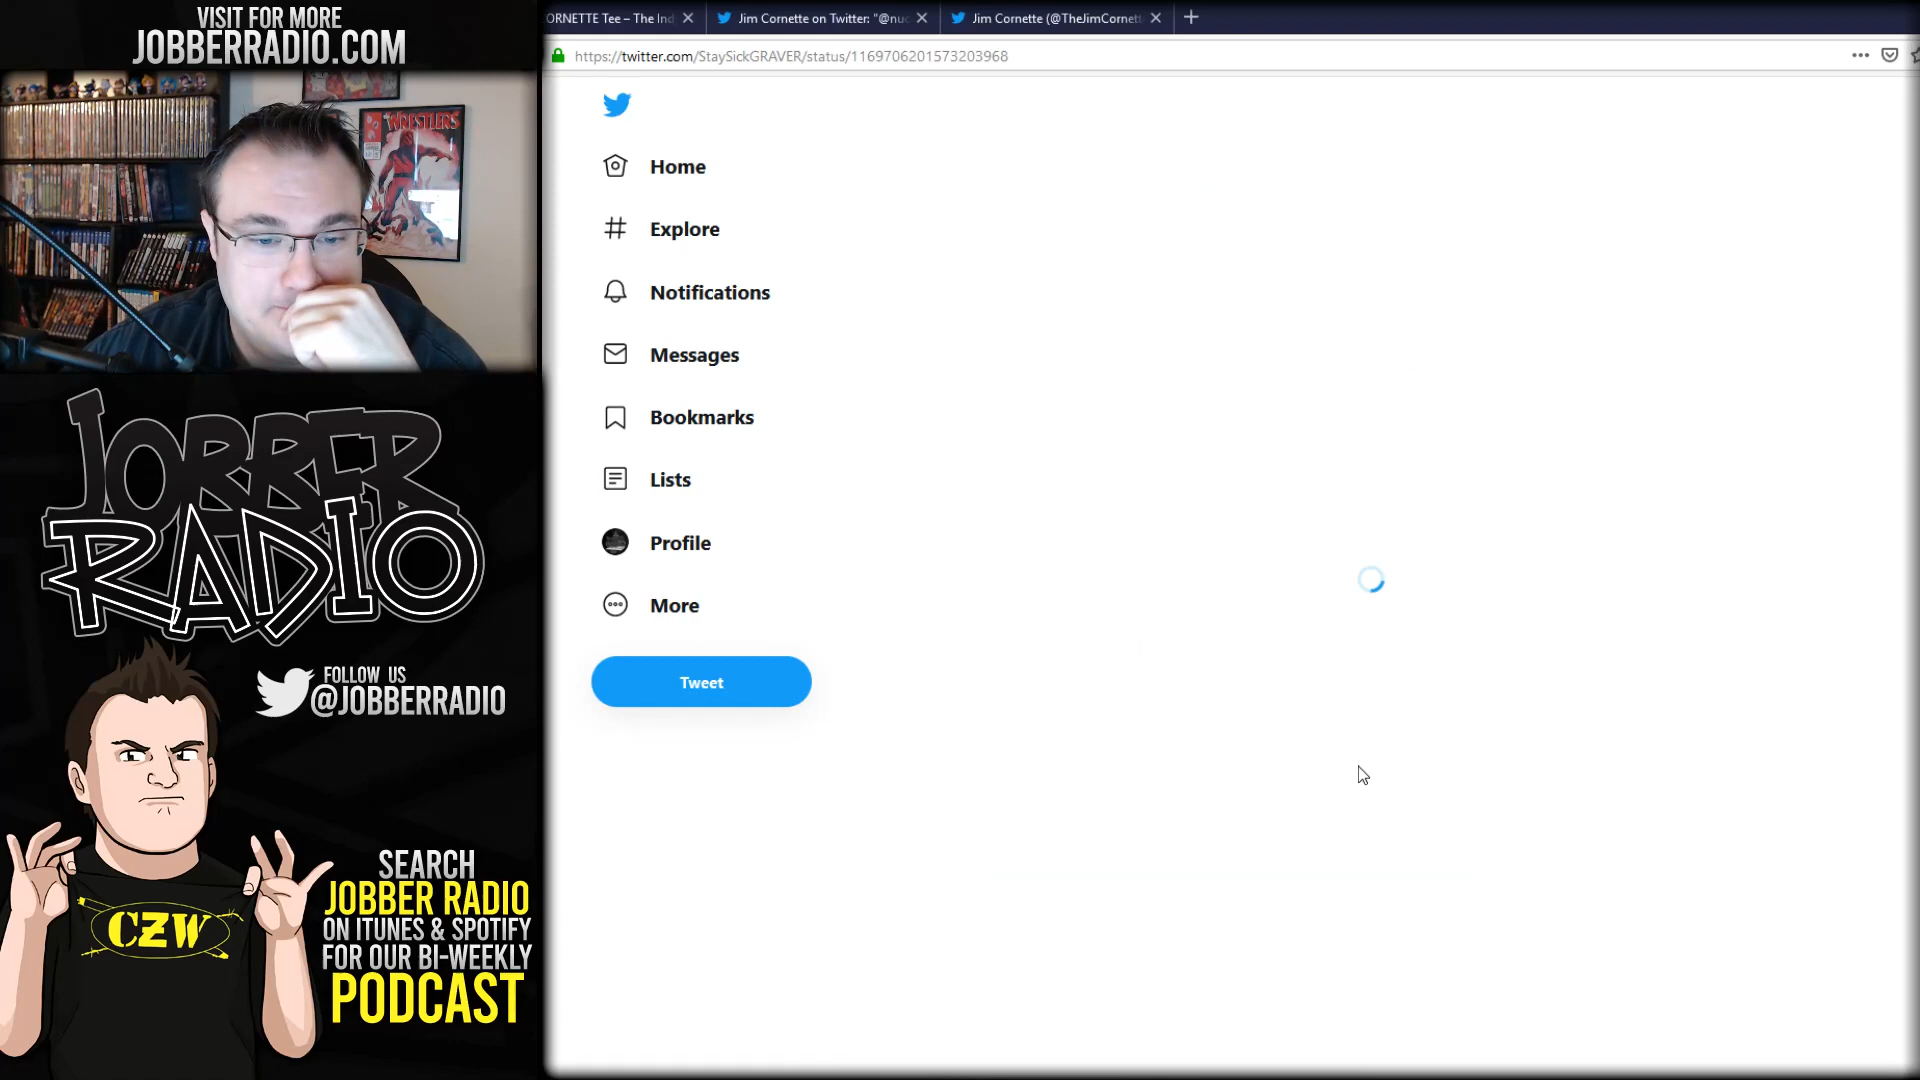 VISIT FOR MORE
JOBBERRADIO.COM
WRESTLERS
JOBBER
RADIO
FOLLOW US
@JOBBERRADIO
CZW
SEARCH
JOBBER RADIO
ON ITUNES & SPOTIFY
FOR OUR BI-WEEKLY
PODCAST
ORNETTE Tee – The Ind
Jim Cornette on Twitter: "@nuc
Jim Cornette (@TheJimCornet
https://twitter.com/StaySickGRAVER/status/1169706201573203968
Home
Explore
Notifications
Messages
Bookmarks
Lists
Profile
More
Tweet